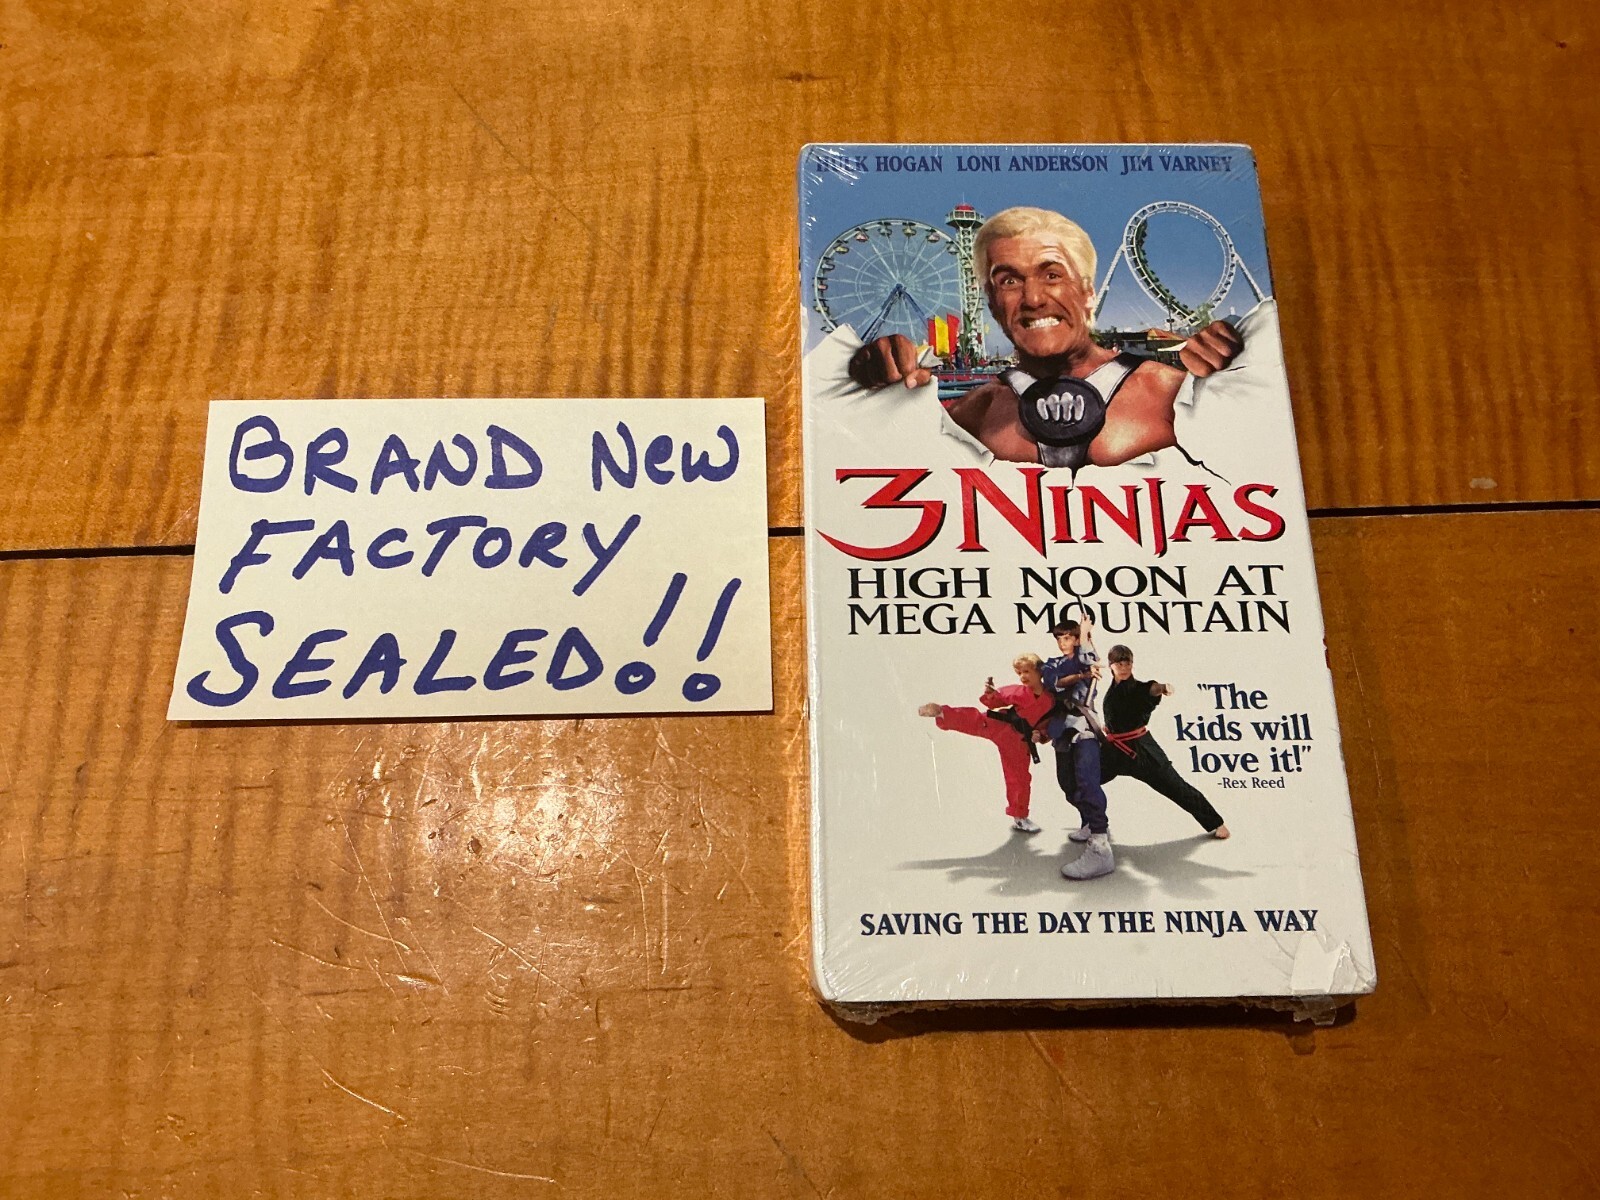 BRAND New
FACTORY
SEALED!!
HULK HOGAN LONI ANDERSON JIM VARNEY
3 NINJAS
HIGH NOON AT
MEGA MOUNTAIN
"The
kids will
love it!"
-Rex Reed
SAVING THE DAY THE NINJA WAY